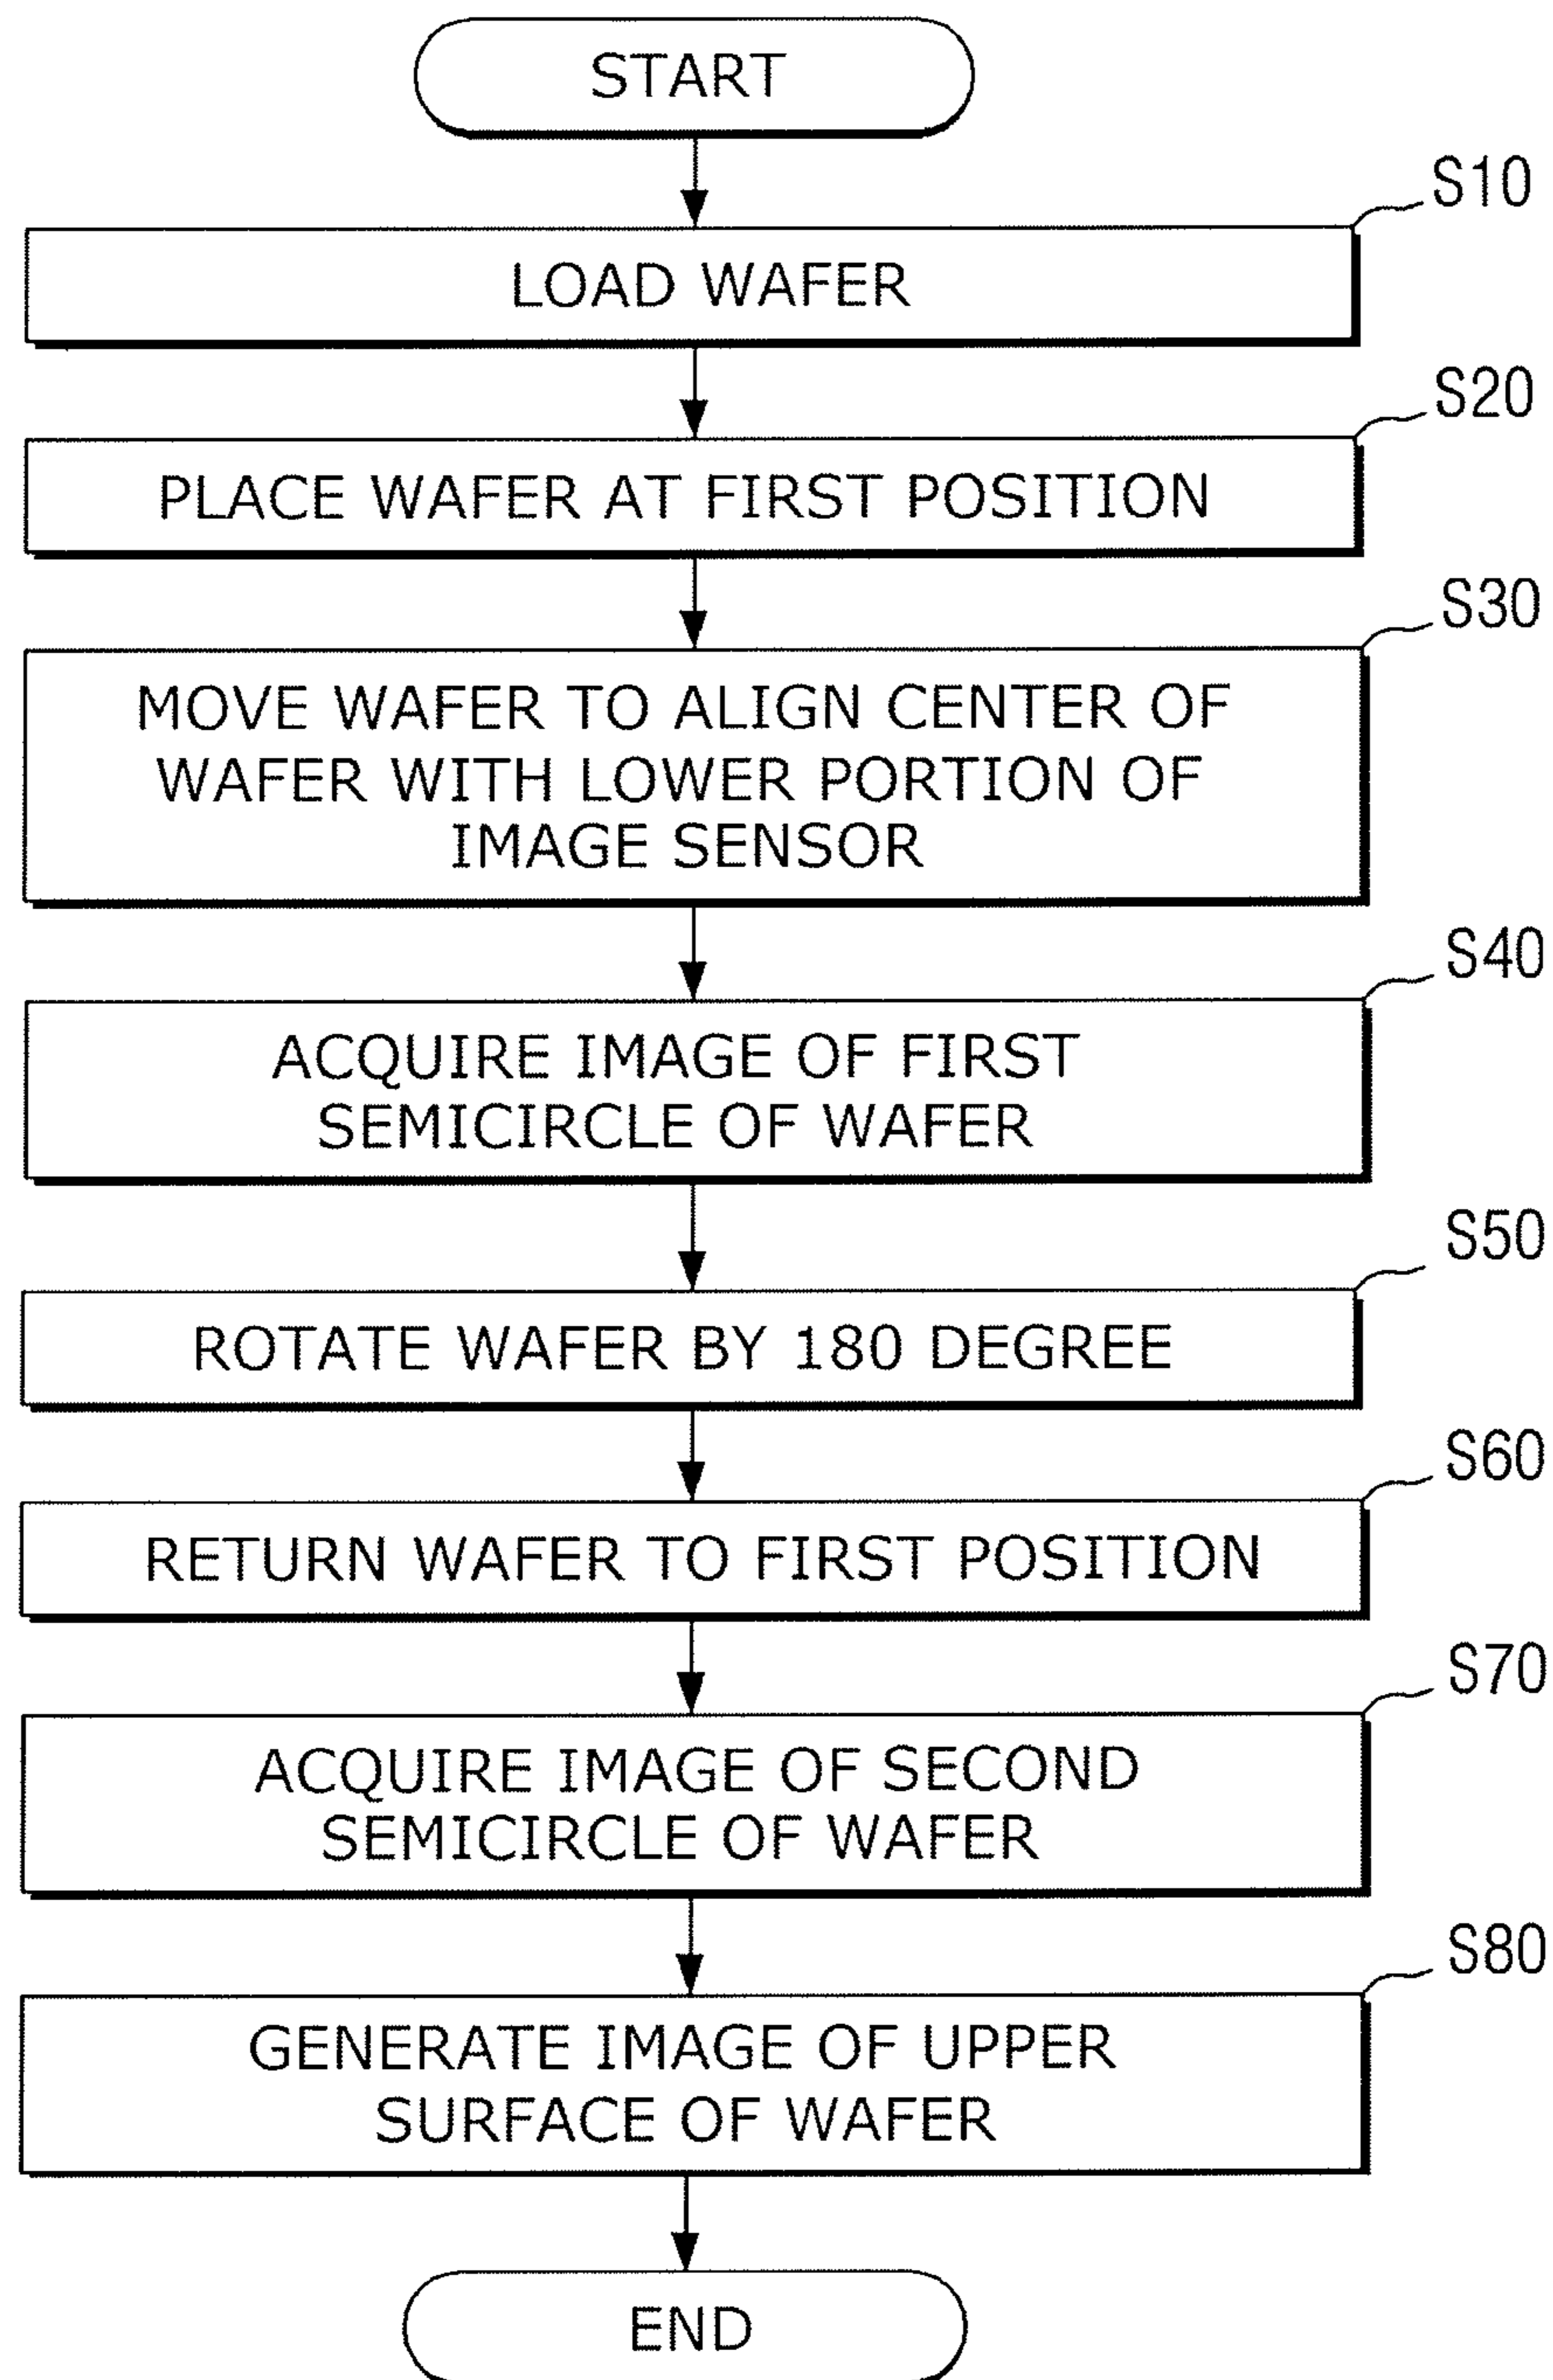 START
S10
LOAD WAFER
S20
PLACE WAFER AT FIRST POSITION
S30
MOVE WAFER TO ALIGN CENTER OF
WAFER WITH LOWER PORTION OF
IMAGE SENSOR
S40
ACQUIRE IMAGE OF FIRST
SEMICIRCLE OF WAFER
S50
ROTATE WAFER BY 180 DEGREE
S60
RETURN WAFER TO FIRST POSITION
S70
ACQUIRE IMAGE OF SECOND
SEMICIRCLE OF WAFER
S80
GENERATE IMAGE OF UPPER
SURFACE OF WAFER
END